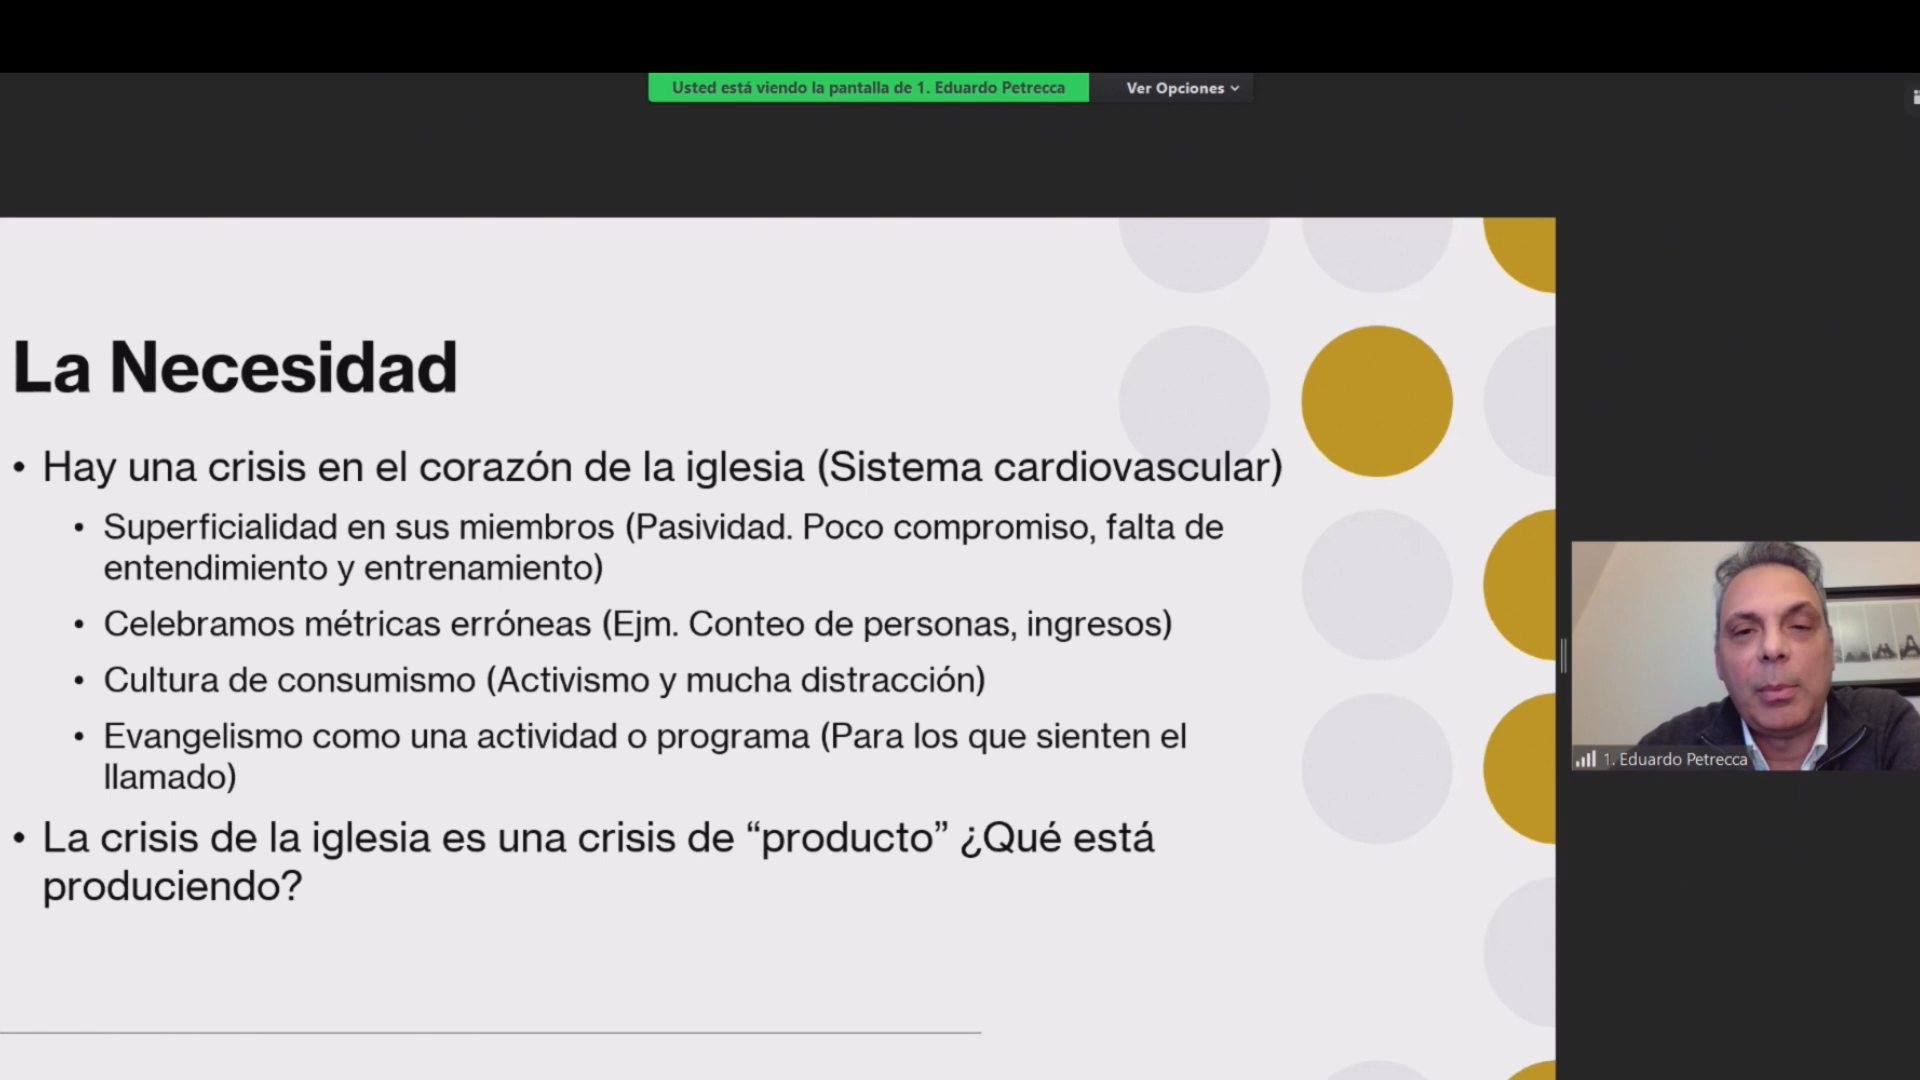 Usted está viendo la pantalla de 1. Eduardo Petrecca
Ver Opciones
La Necesidad
• Hay una crisis en el corazón de la iglesia (Sistema cardiovascular)
• Superficialidad en sus miembros (Pasividad. Poco compromiso, falta de
entendimiento y entrenamiento)
• Celebramos métricas erróneas (Ejm. Conteo de personas, ingresos)
• Cultura de consumismo (Activismo y mucha distracción)
• Evangelismo como una actividad o programa (Para los que sienten el
llamado)
• La crisis de la iglesia es una crisis de “producto” ¿Qué está
produciendo?
1. Eduardo Petrecca